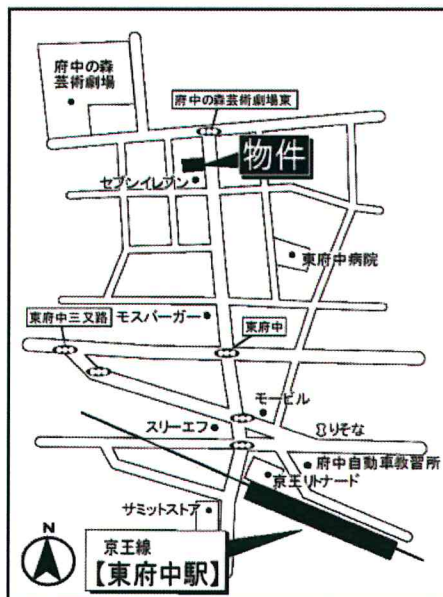 府中の森
芸術劇場
府中の森芸術劇場東
物件
セブンイレブン
東府中病院
東府中三叉路
モスバーガー
東府中
モービル
スリーエフ
りそな
府中自動車教習所
京王リトナード
サミットストア
N
京王線
【東府中駅】